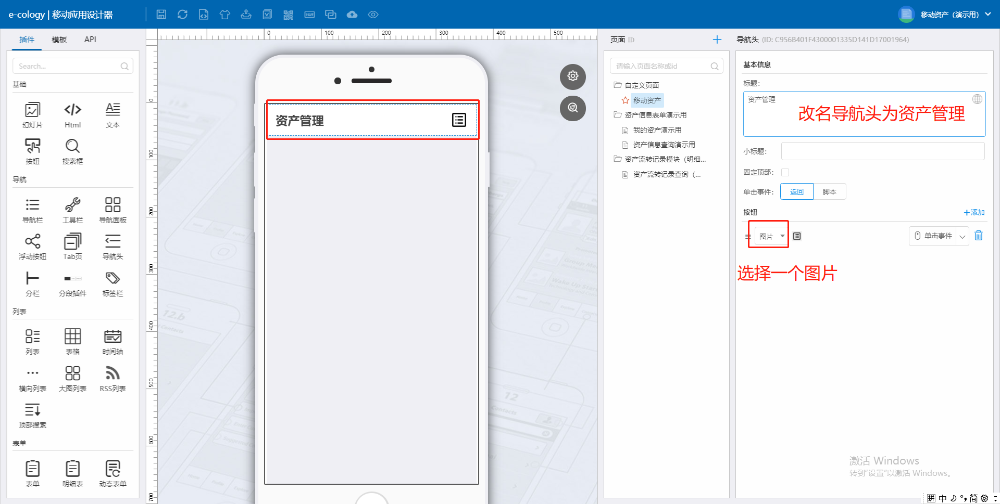 e-cology | 移动应用设计器
移动资产（演示用）
插件
模板
API
Search...
基础
幻灯片
Html
文本
按钮
搜素框
导航
导航栏
工具栏
导航面板
浮动按钮
Tab页
导航头
分栏
分段插件
标签栏
列表
列表
表格
时间轴
横向列表
大图列表
RSS列表
顶部搜索
表单
表单
明细表
动态表单
0
100
200
300
400
500
0
100
200
300
400
500
600
700
资产管理
页面 ID
请输入页面名称或id
自定义页面
移动资产
资产信息表单演示用
我的资产演示用
资产信息查询演示用
资产流转记录模块（明细...
资产流转记录查询（...
导航头 (ID: C956B401F4300001335D141D17001964)
基本信息
标题：
资产管理
改名导航头为资产管理
小标题：
固定顶部：
单击事件：
返回
脚本
按钮
添加
图片
单击事件
选择一个图片
激活 Windows
转到“设置”以激活 Windows。
拼 中 简
12.b
Contacts
12
Contacts
Wake Up